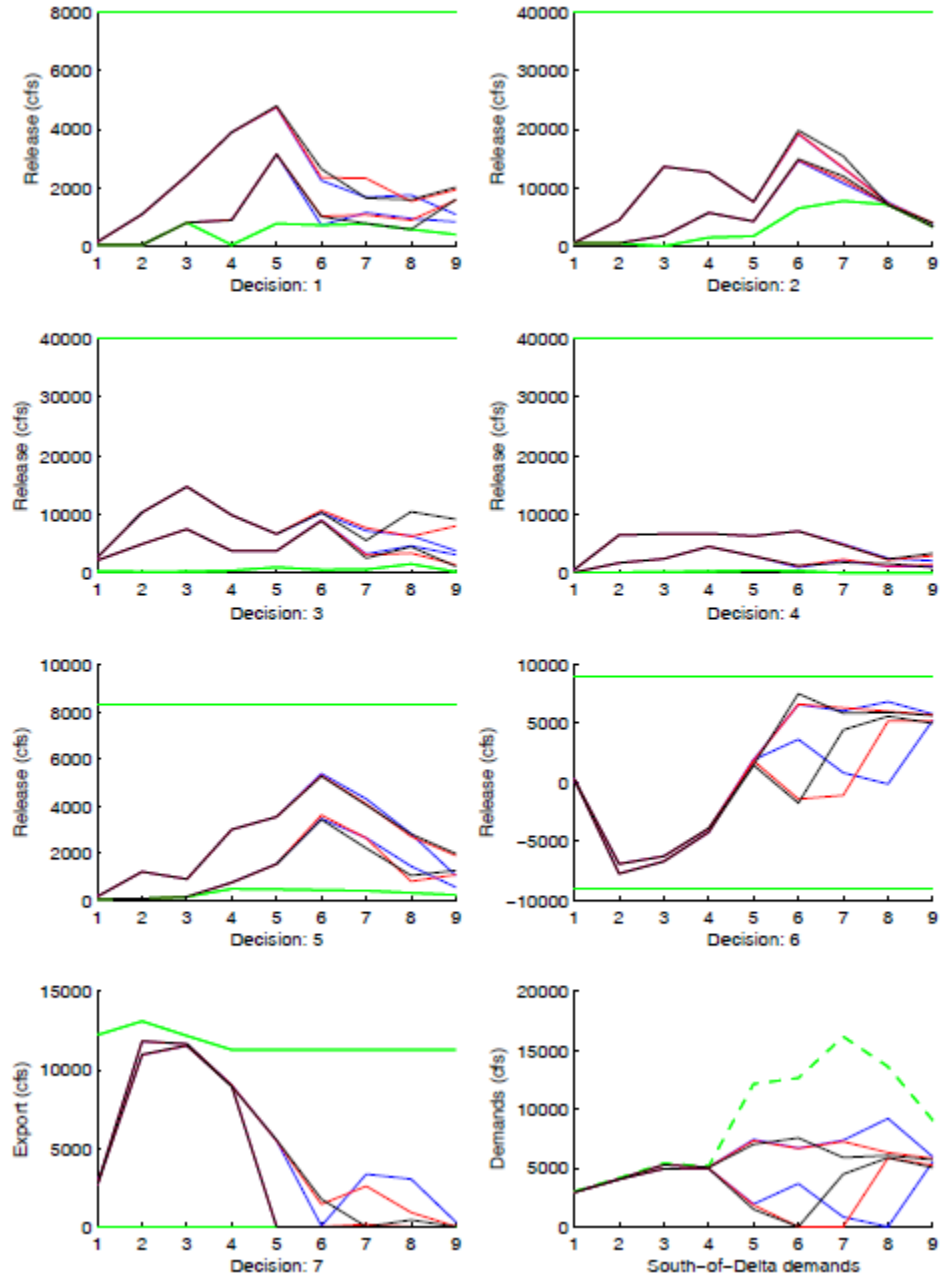 8000
6000
4000
2000
0
Release (cfs)
1 2 3 4 5 6 7 8 9
Decision: 1
40000
30000
20000
10000
0
Release (cfs)
1 2 3 4 5 6 7 8 9
Decision: 2
40000
30000
20000
10000
0
Release (cfs)
1 2 3 4 5 6 7 8 9
Decision: 3
40000
30000
20000
10000
0
Release (cfs)
1 2 3 4 5 6 7 8 9
Decision: 4
10000
8000
6000
4000
2000
0
Release (cfs)
1 2 3 4 5 6 7 8 9
Decision: 5
10000
5000
0
−5000
−10000
Release (cfs)
1 2 3 4 5 6 7 8 9
Decision: 6
15000
10000
5000
0
Export (cfs)
1 2 3 4 5 6 7 8 9
Decision: 7
20000
15000
10000
5000
0
Demands (cfs)
1 2 3 4 5 6 7 8 9
South−of−Delta demands